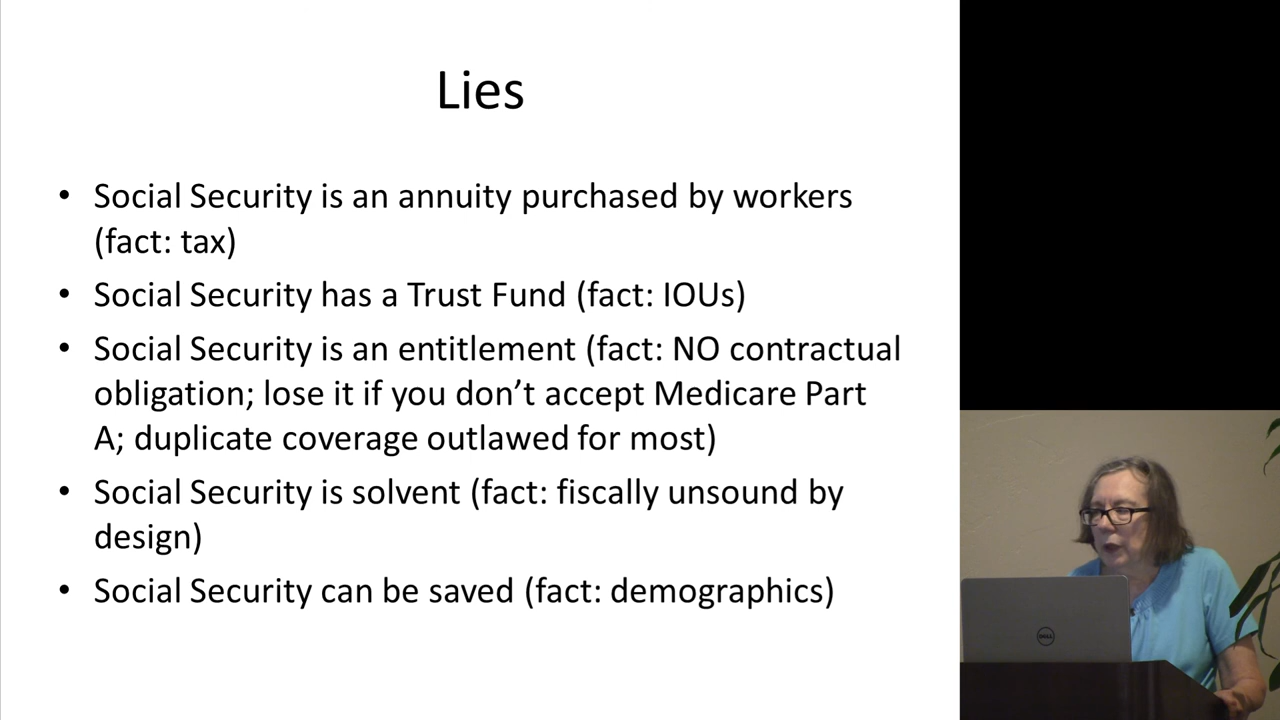 Lies
• Social Security is an annuity purchased by workers
(fact: tax)
• Social Security has a Trust Fund (fact: IOUs)
• Social Security is an entitlement (fact: NO contractual
obligation; lose it if you don’t accept Medicare Part
A; duplicate coverage outlawed for most)
• Social Security is solvent (fact: fiscally unsound by
design)
• Social Security can be saved (fact: demographics)
DELL